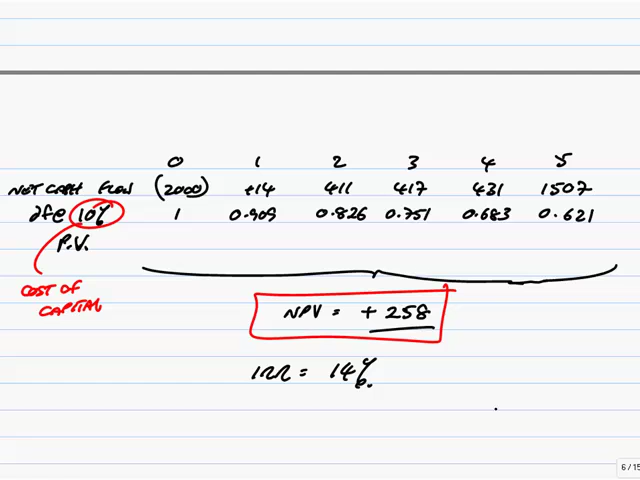 0 1 2 3 4 5
NET CASH FLOW (2000) 414 411 417 431 1507
df@ 10% 1 0.909 0.826 0.751 0.683 0.621
P.V.
COST OF
CAPITAL
NPV = + 258
IRR = 14%
6/15